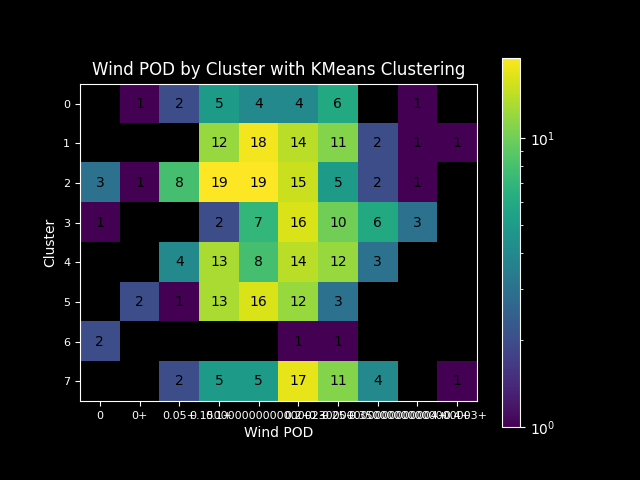 Wind POD by Cluster with KMeans Clustering
0 1 2 5 4 4 6 1
1 12 18 14 11 2 1 1
2 3 1 8 19 19 15 5 2 1
3 1 2 7 16 10 6 3
4 4 13 8 14 12 3
5 2 1 13 16 12 3
6 2 1 1
7 2 5 5 17 11 4 1
10¹
10⁰
Cluster
0 0+ 0.05+
Wind POD